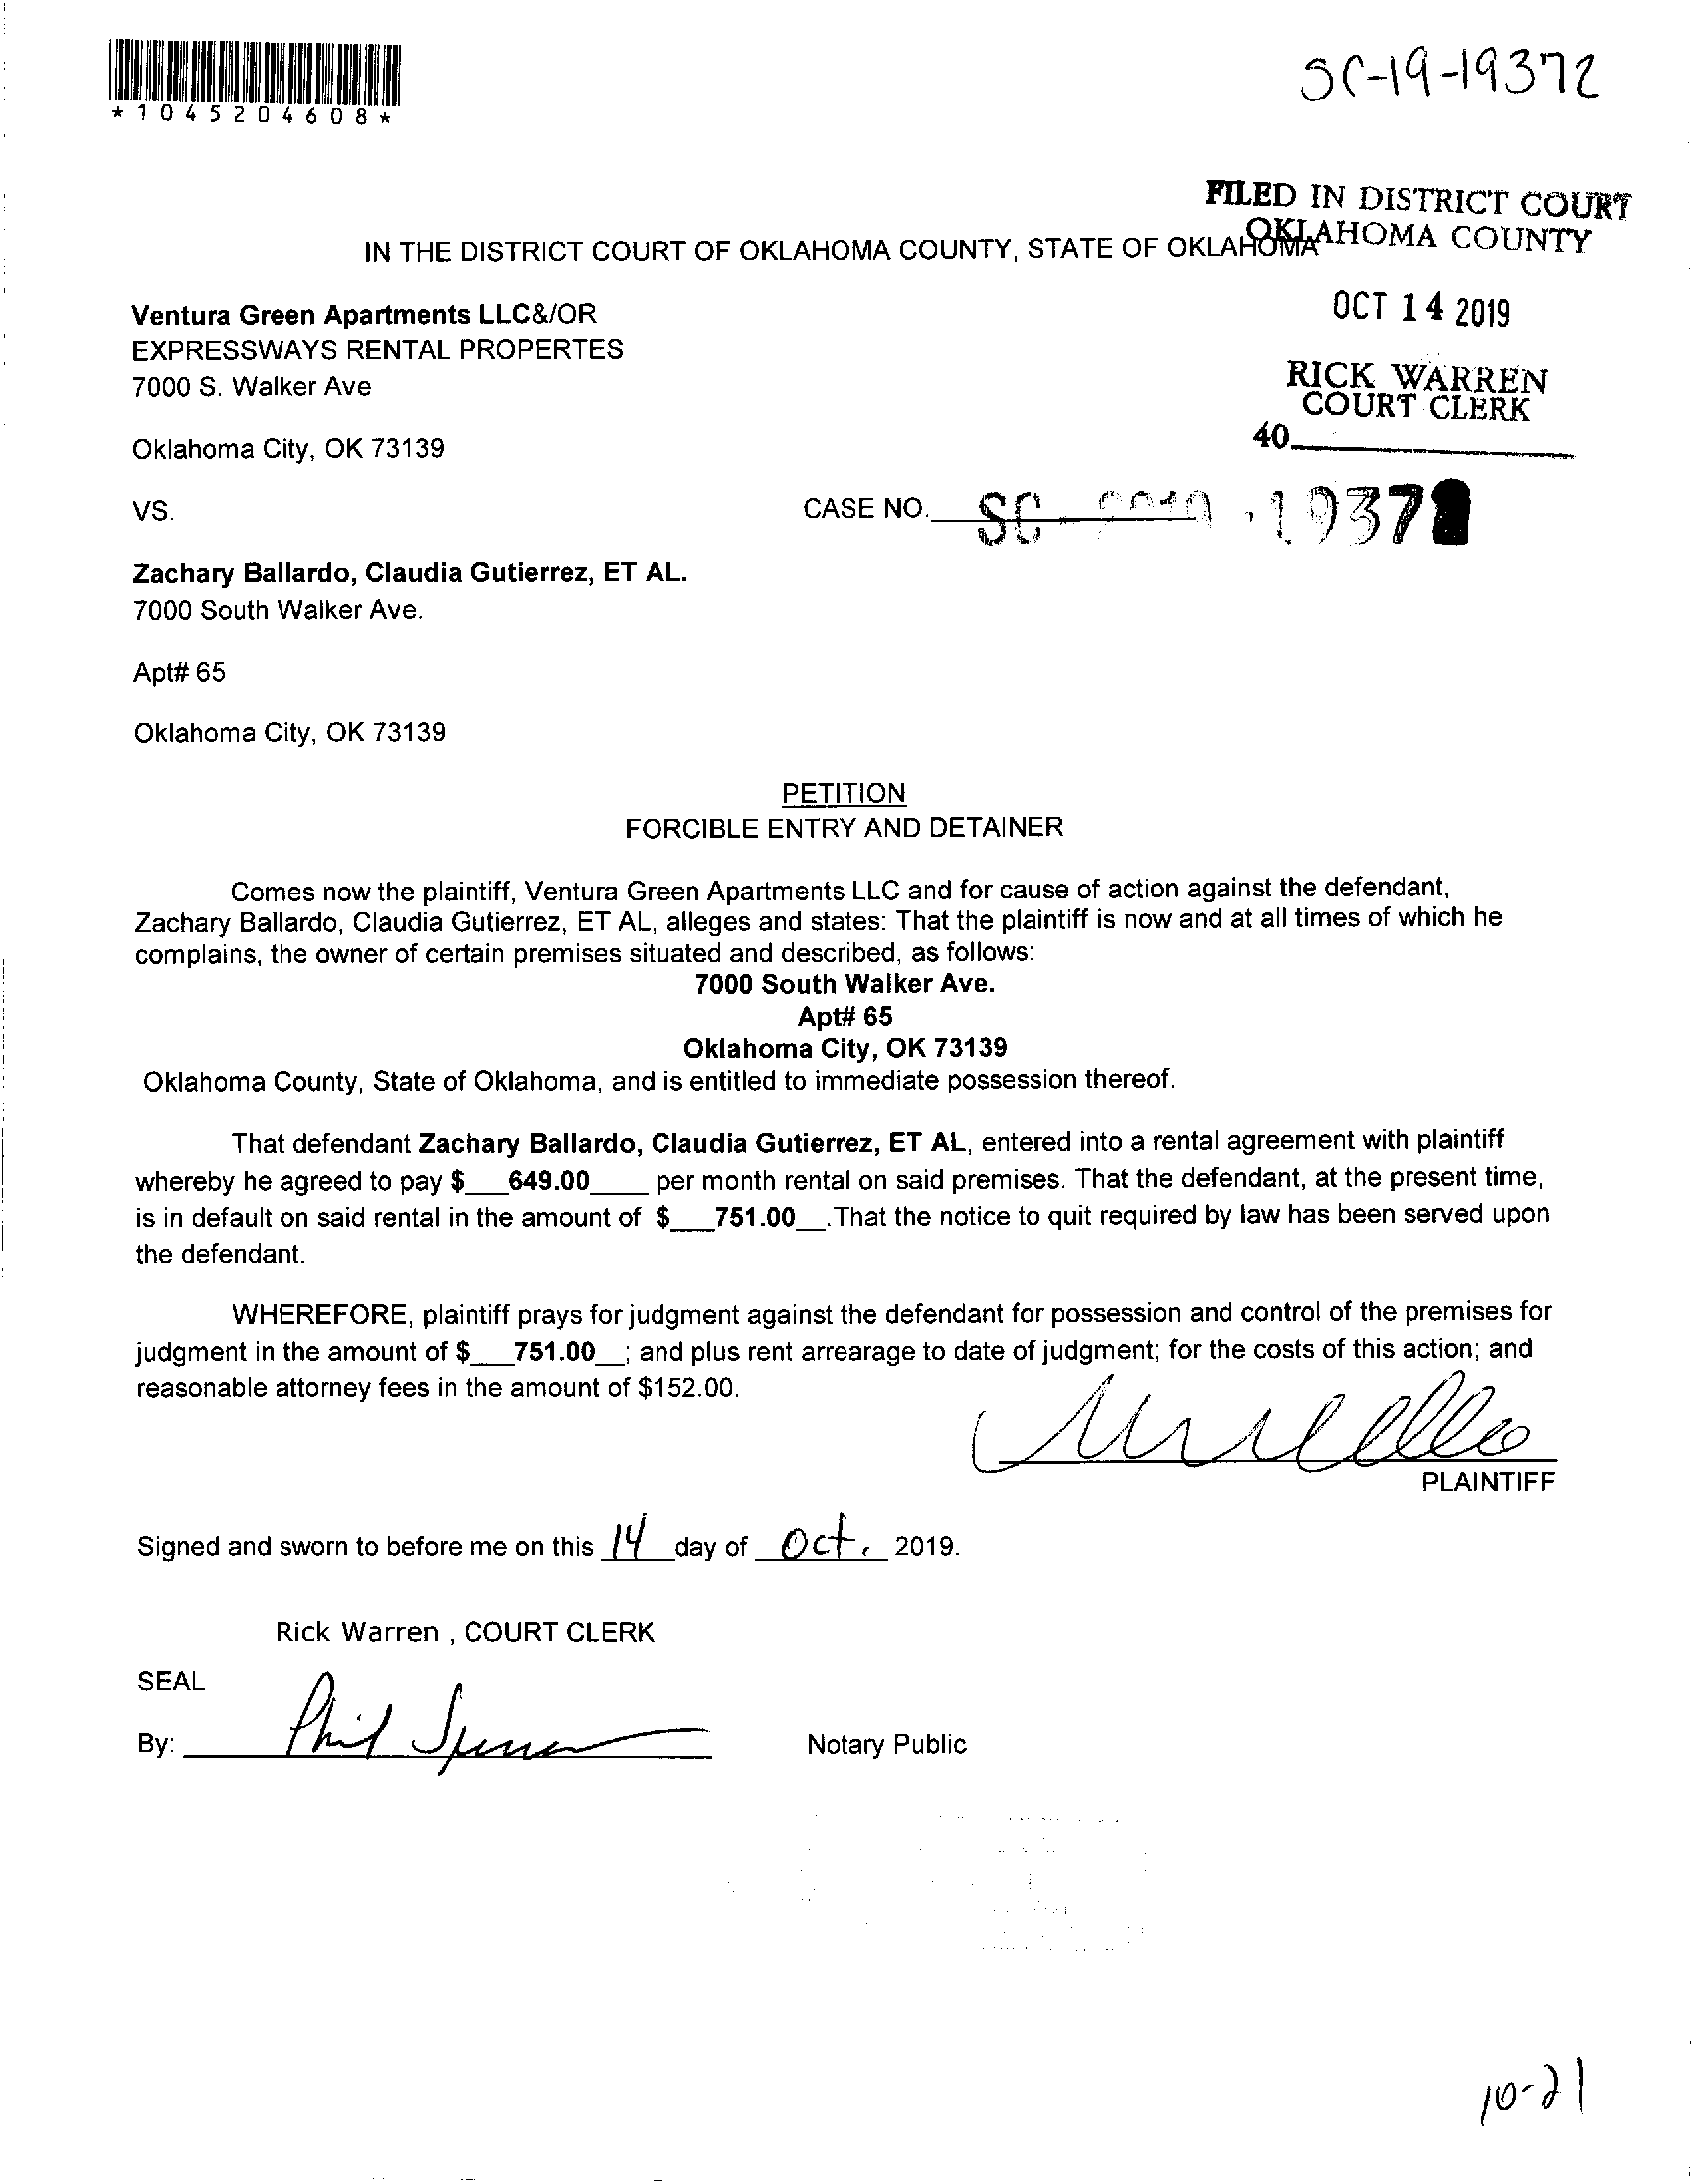 *1045204608*
SC-19-19372
FILED IN DISTRICT COURT
OKLAHOMA COUNTY
IN THE DISTRICT COURT OF OKLAHOMA COUNTY, STATE OF OKLAHOMA
OCT 14 2019
Ventura Green Apartments LLC&/OR
EXPRESSWAYS RENTAL PROPERTES
7000 S. Walker Ave
RICK WARREN
COURT CLERK
40
Oklahoma City, OK 73139
VS.
CASE NO. SC
Zachary Ballardo, Claudia Gutierrez, ET AL.
7000 South Walker Ave.
Apt# 65
Oklahoma City, OK 73139
PETITION
FORCIBLE ENTRY AND DETAINER
Comes now the plaintiff, Ventura Green Apartments LLC and for cause of action against the defendant,
Zachary Ballardo, Claudia Gutierrez, ET AL, alleges and states: That the plaintiff is now and at all times of which he
complains, the owner of certain premises situated and described, as follows:
7000 South Walker Ave.
Apt# 65
Oklahoma City, OK 73139
Oklahoma County, State of Oklahoma, and is entitled to immediate possession thereof.
That defendant Zachary Ballardo, Claudia Gutierrez, ET AL, entered into a rental agreement with plaintiff
whereby he agreed to pay $___649.00____ per month rental on said premises. That the defendant, at the present time,
is in default on said rental in the amount of $___751.00__.That the notice to quit required by law has been served upon
the defendant.
WHEREFORE, plaintiff prays for judgment against the defendant for possession and control of the premises for
judgment in the amount of $___751.00__; and plus rent arrearage to date of judgment; for the costs of this action; and
reasonable attorney fees in the amount of $152.00.
PLAINTIFF
Signed and sworn to before me on this 14 day of Oct. 2019.
Rick Warren , COURT CLERK
SEAL
By: Phil
Notary Public
10-21